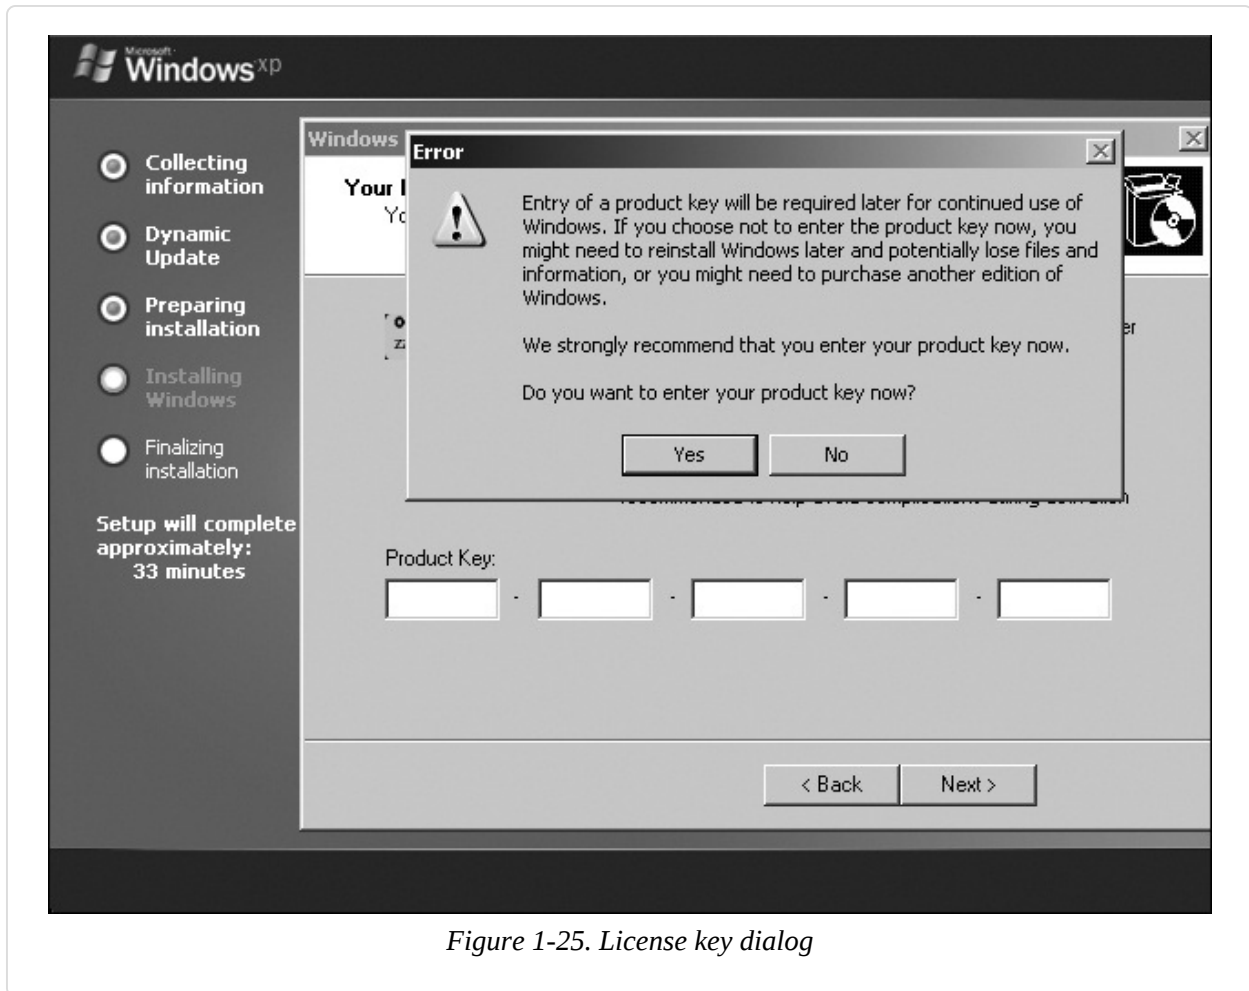 Microsoft
Windows xp
Collecting
information
Dynamic
Update
Preparing
installation
Installing
Windows
Finalizing
installation
Setup will complete
approximately:
33 minutes
Windows
Your
Error
Entry of a product key will be required later for continued use of
Windows. If you choose not to enter the product key now, you
might need to reinstall Windows later and potentially lose files and
information, or you might need to purchase another edition of
Windows.
We strongly recommend that you enter your product key now.
Do you want to enter your product key now?
Yes
No
Product Key:
- - - -
< Back
Next >
Figure 1-25. License key dialog